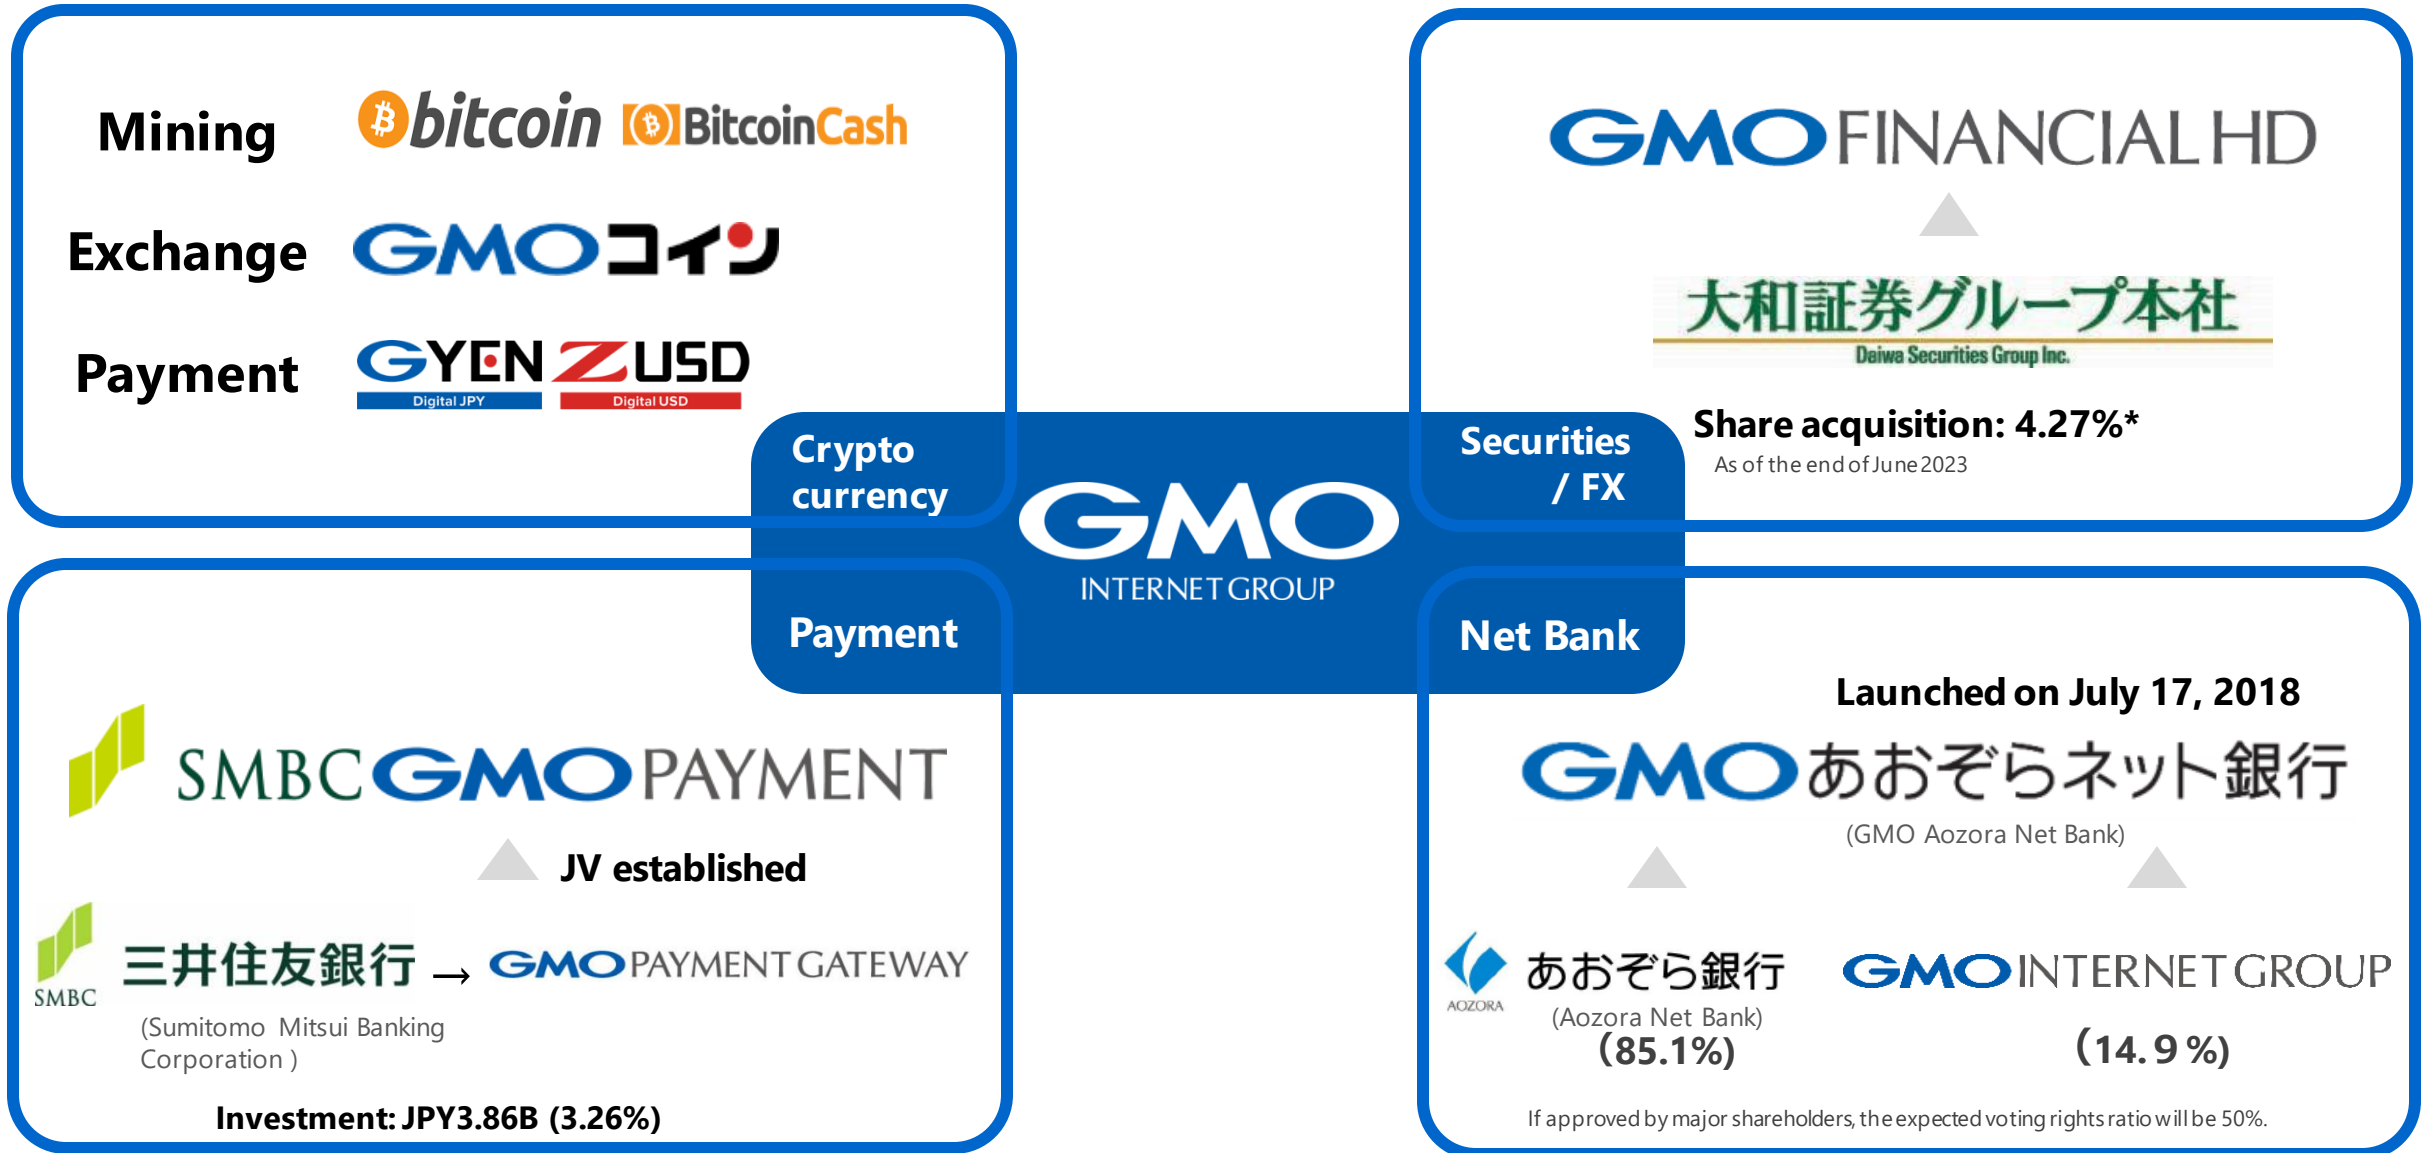 Mining
bitcoin
BitcoinCash
Exchange
GMOコイン
Payment
GYEN
Digital JPY
ZUSD
Digital USD
Crypto
currency
GMO FINANCIAL HD
大和証券グループ本社
Daiwa Securities Group Inc.
Share acquisition: 4.27%*
As of the end of June 2023
Securities
/ FX
GMO
INTERNET GROUP
Payment
SMBC GMO PAYMENT
JV established
SMBC
三井住友銀行
→
GMO PAYMENT GATEWAY
(Sumitomo Mitsui Banking
Corporation )
Investment: JPY3.86B (3.26%)
Net Bank
Launched on July 17, 2018
GMOあおぞらネット銀行
(GMO Aozora Net Bank)
AOZORA
あおぞら銀行
(Aozora Net Bank)
（85.1%)
GMO INTERNET GROUP
（14.９%)
If approved by major shareholders, the expected voting rights ratio will be 50%.